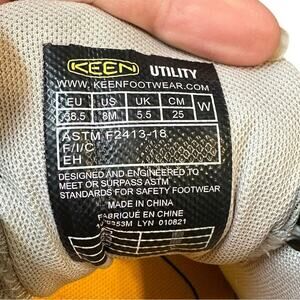 KEEN UTILITY
WWW.KEENFOOTWEAR.COM
EU US UK CM W
38.5 8M 5.5 25
ASTM F2413-18
F/I/C
EH
DESIGNED AND ENGINEERED TO
MEET OR SURPASS ASTM
STANDARDS FOR SAFETY FOOTWEAR
MADE IN CHINA
FABRIQUÉ EN CHINE
LYN 010821